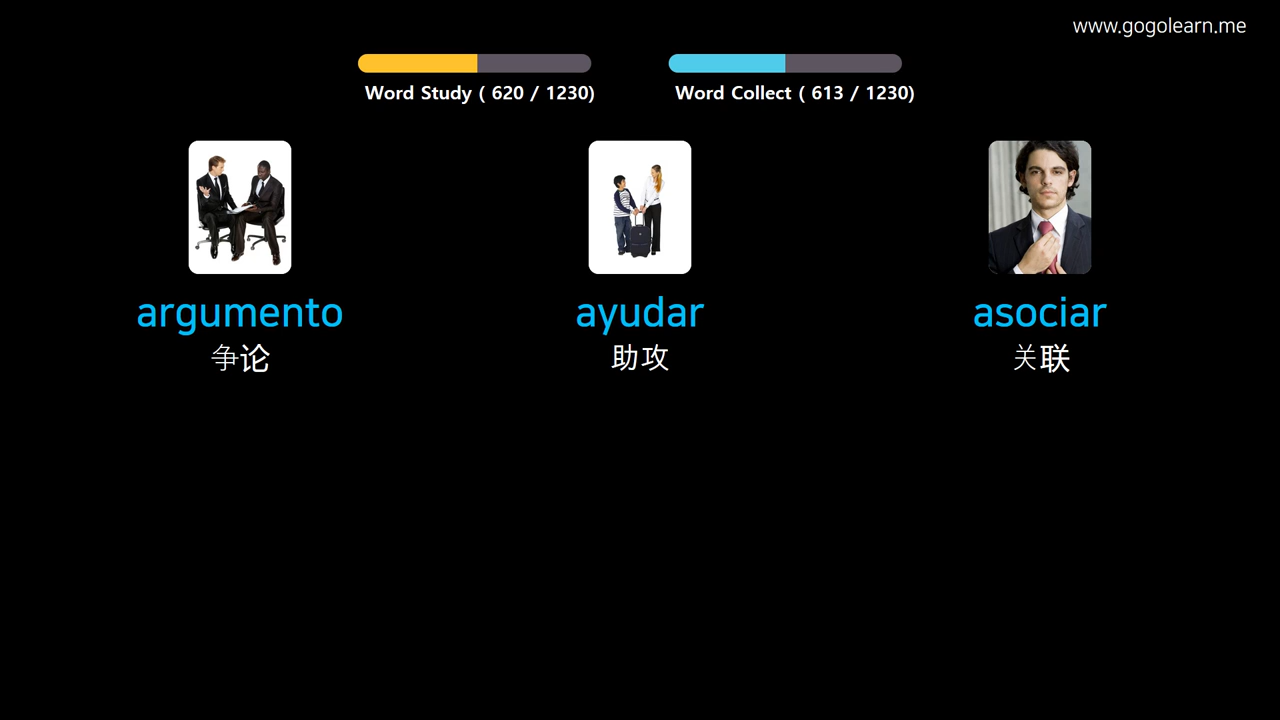 www.gogolearn.me
Word Study ( 620 / 1230)
Word Collect ( 613 / 1230)
argumento
争论
ayudar
助攻
asociar
关联